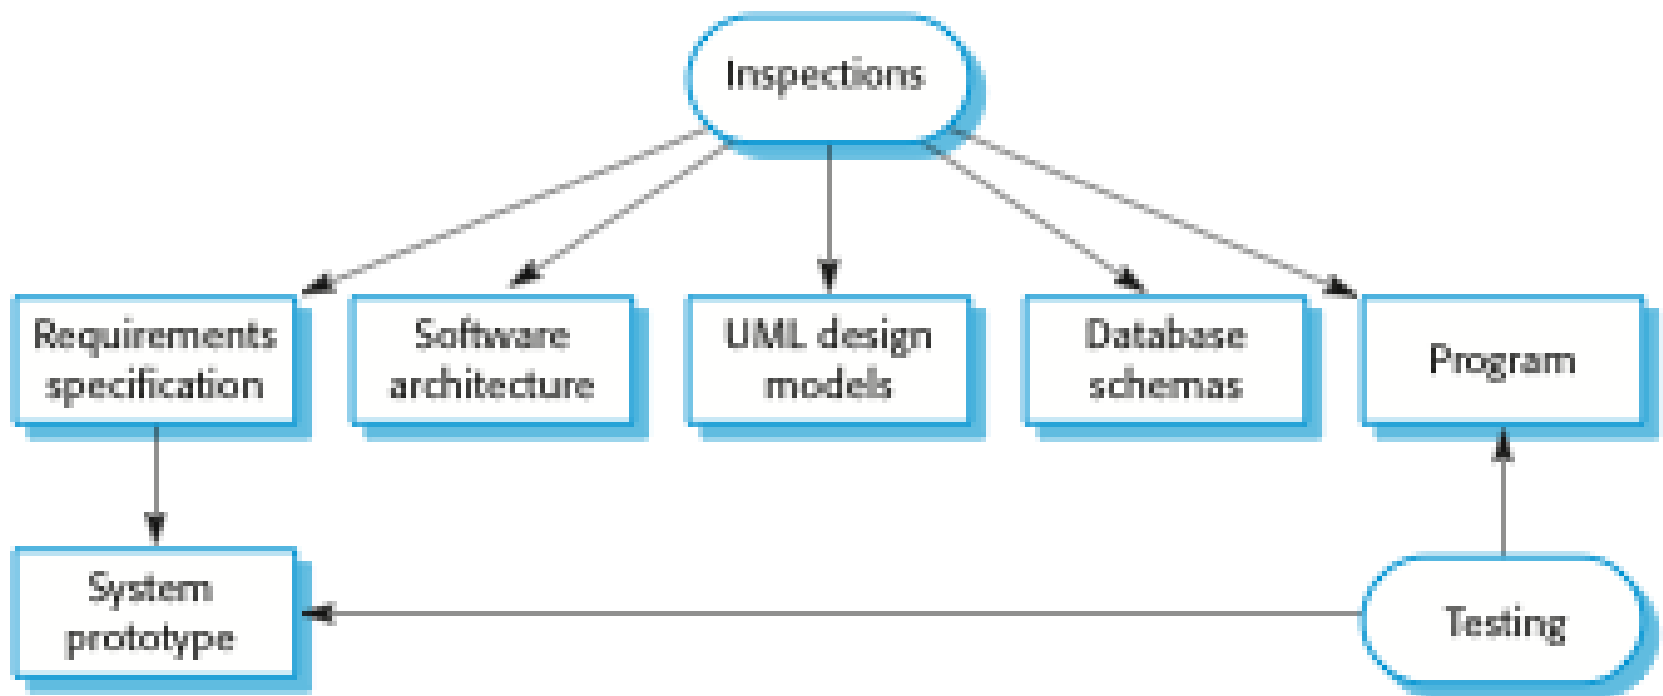 Inspections
Requirements
specification
Software
architecture
UML design
models
Database
schemas
Program
System
prototype
Testing